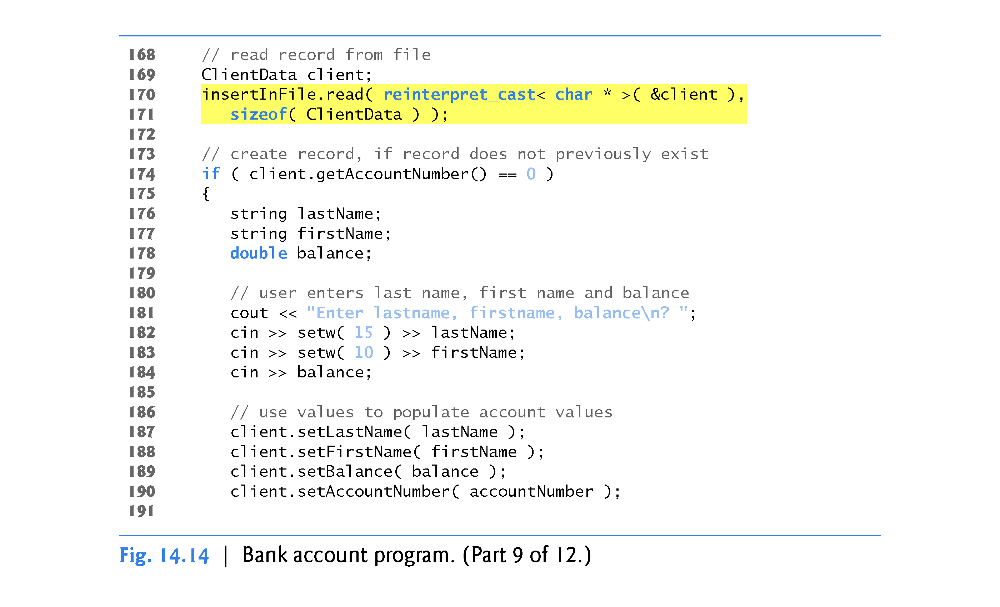 168 // read record from file
169 ClientData client;
170 insertInFile.read( reinterpret_cast< char * >( &client ),
171 sizeof( ClientData ) );
172
173 // create record, if record does not previously exist
174 if ( client.getAccountNumber() == 0 )
175 {
176 string lastName;
177 string firstName;
178 double balance;
179
180 // user enters last name, first name and balance
181 cout << "Enter lastname, firstname, balance\n? ";
182 cin >> setw( 15 ) >> lastName;
183 cin >> setw( 10 ) >> firstName;
184 cin >> balance;
185
186 // use values to populate account values
187 client.setLastName( lastName );
188 client.setFirstName( firstName );
189 client.setBalance( balance );
190 client.setAccountNumber( accountNumber );
191
Fig. 14.14 | Bank account program. (Part 9 of 12.)